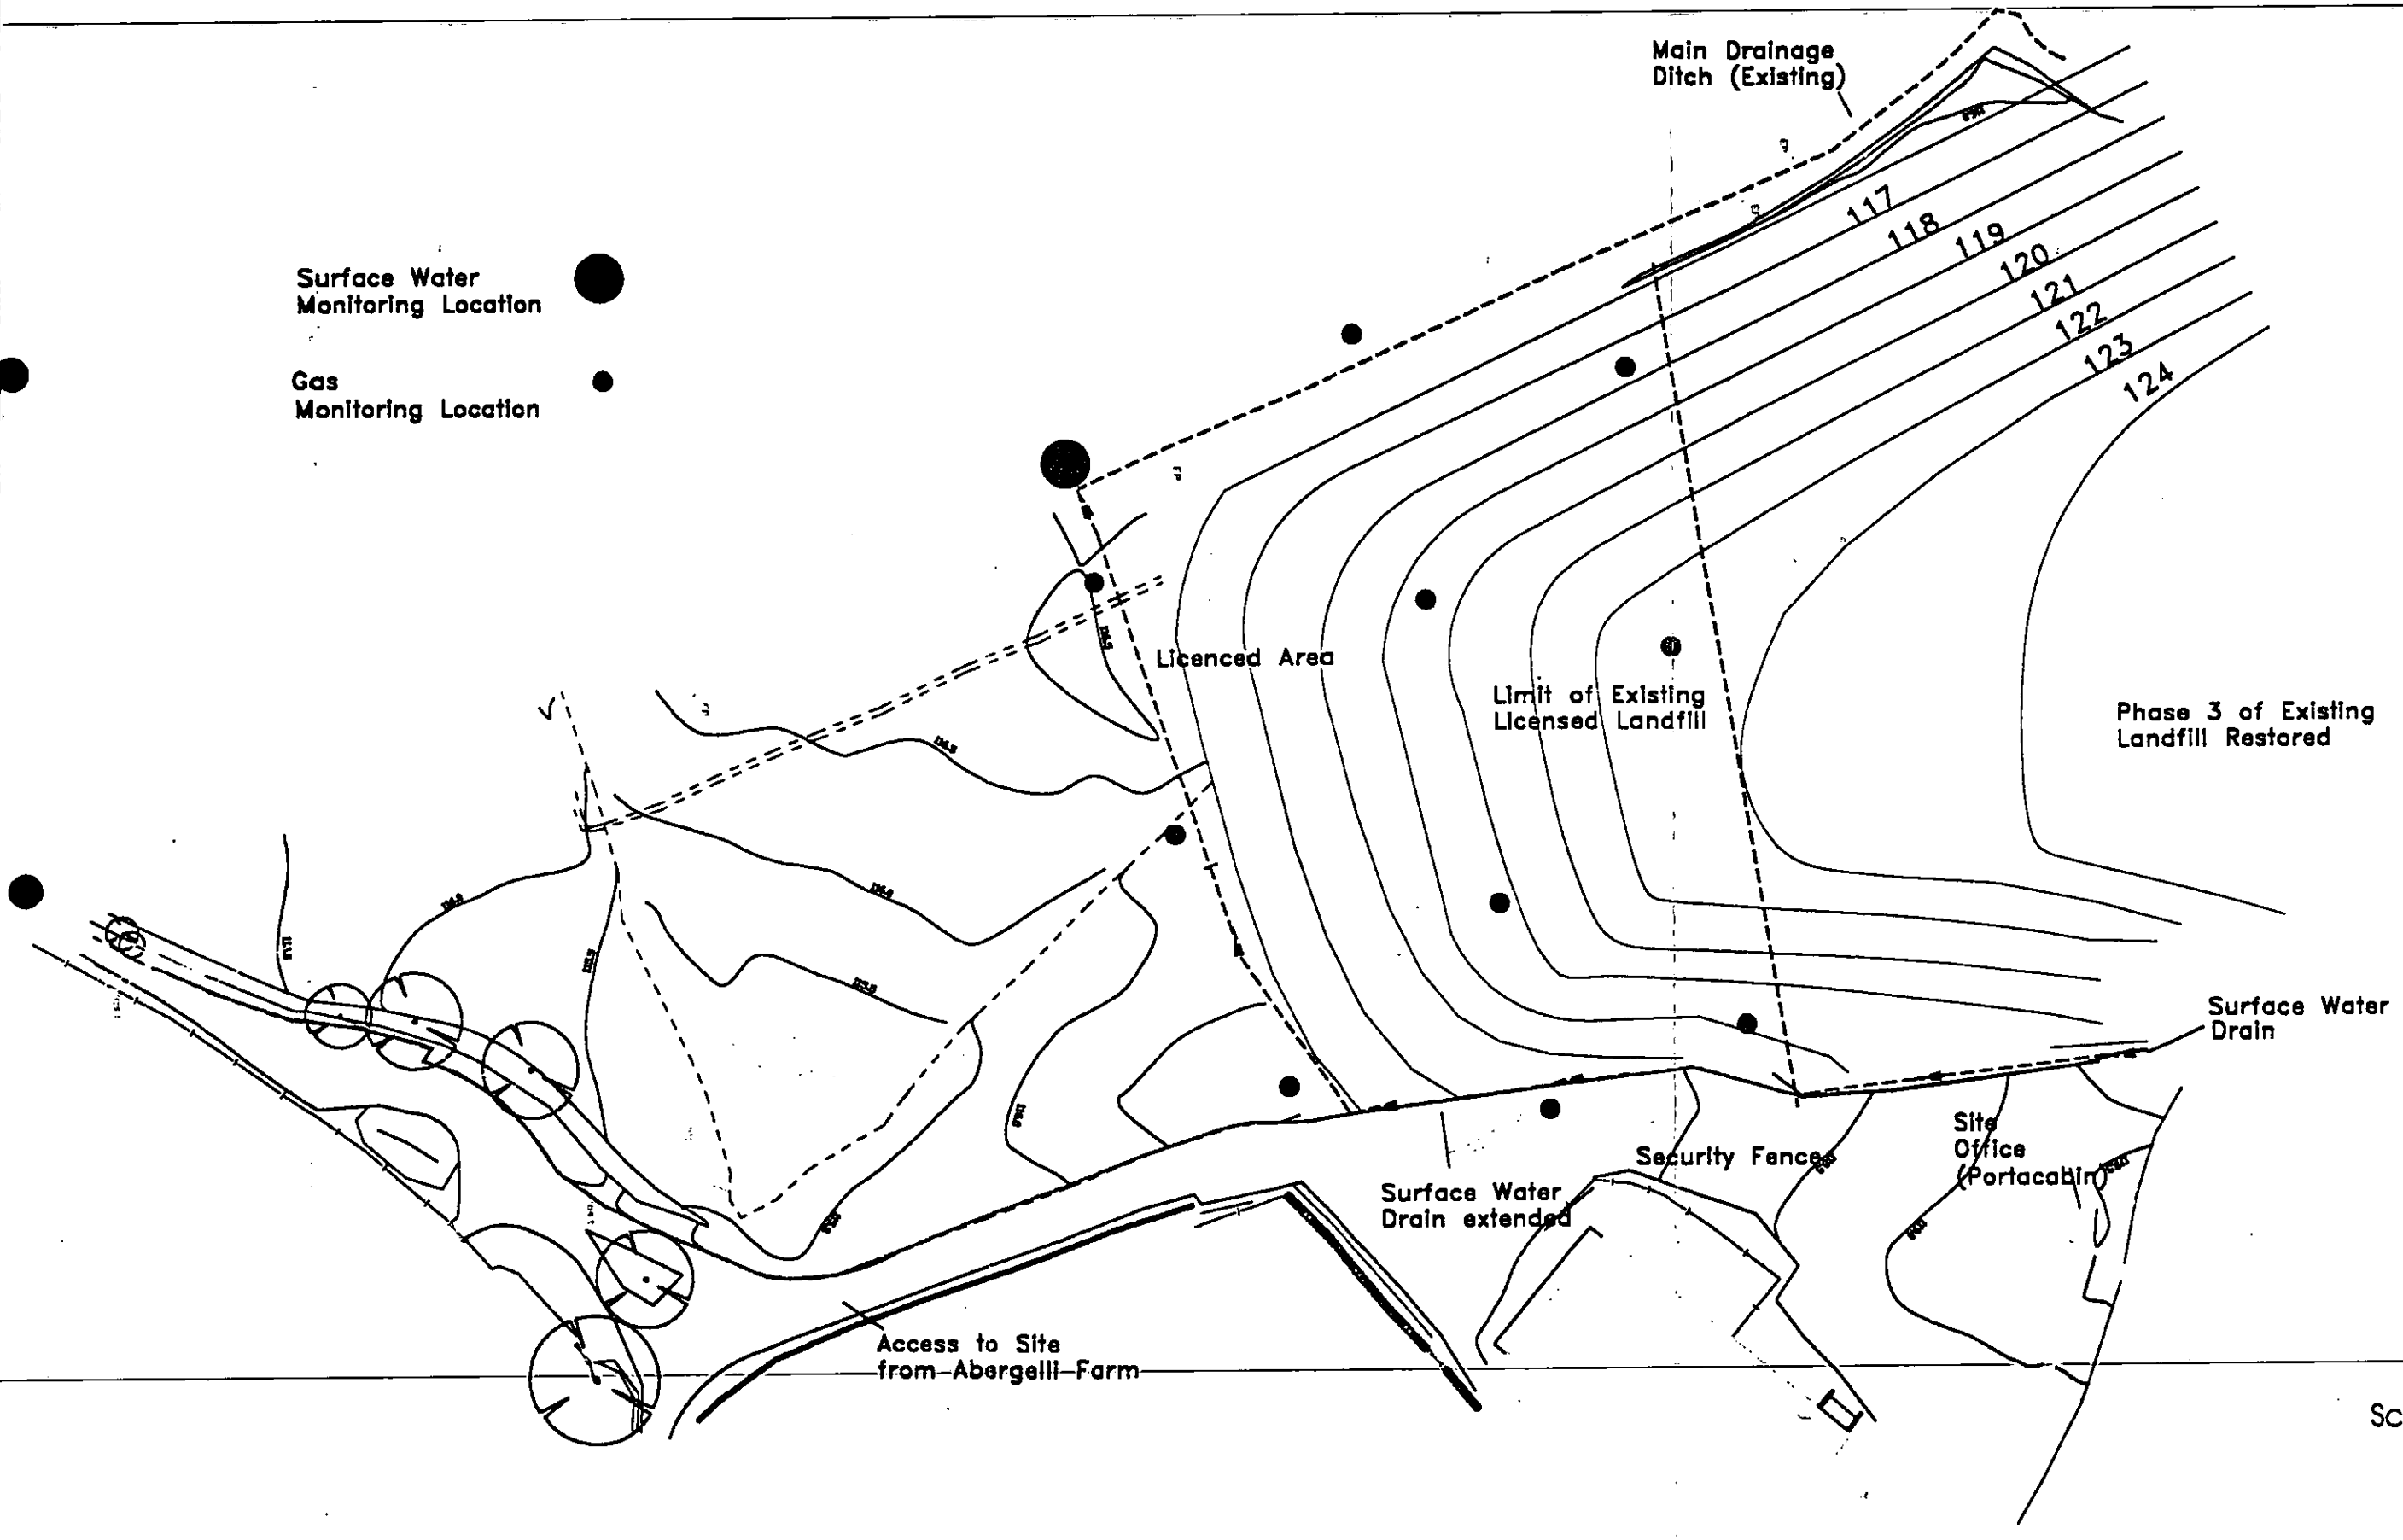 Main Drainage
Ditch (Existing)
Surface Water
Monitoring Location
Gas
Monitoring Location
117
118
119
120
121
122
123
124
Licenced Area
Limit of Existing
Licensed Landfill
Phase 3 of Existing
Landfill Restored
Surface Water
Drain
Site
Office
(Portacabin)
Security Fence
Surface Water
Drain extended
Access to Site
from Abergelli Farm
Sc